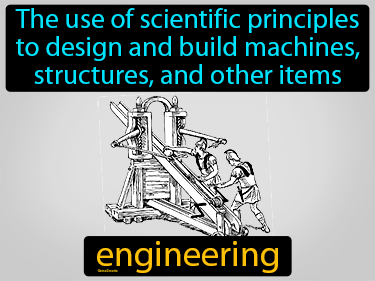 The use of scientific principles
to design and build machines,
structures, and other items
engineering